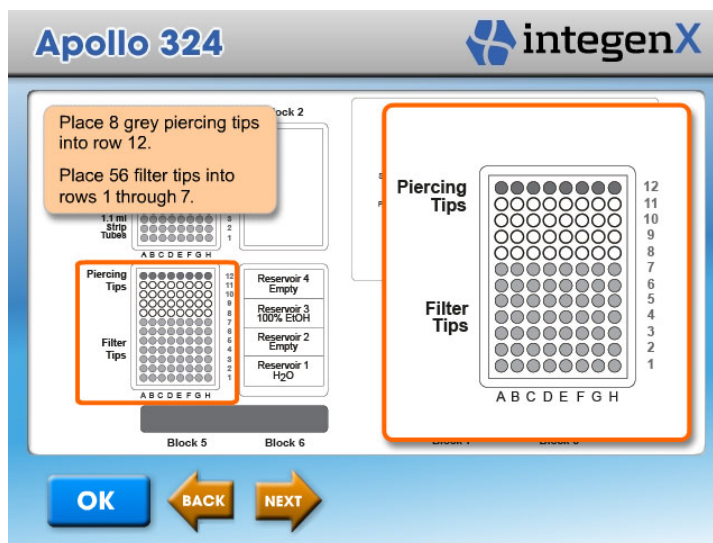 Apollo 324
integenX
Place 8 grey piercing tips
into row 12.
Place 56 filter tips into
rows 1 through 7.
ock 2
1.1 ml
Strip
Tubes
3
2
1
A B C D E F G H
Piercing
Tips
Filter
Tips
12
11
10
9
8
7
6
5
4
3
2
1
A B C D E F G H
Reservoir 4
Empty
Reservoir 3
100% EtOH
Reservoir 2
Empty
Reservoir 1
H2O
Block 5
Block 6
Piercing
Tips
Filter
Tips
12
11
10
9
8
7
6
5
4
3
2
1
A B C D E F G H
OK
BACK
NEXT